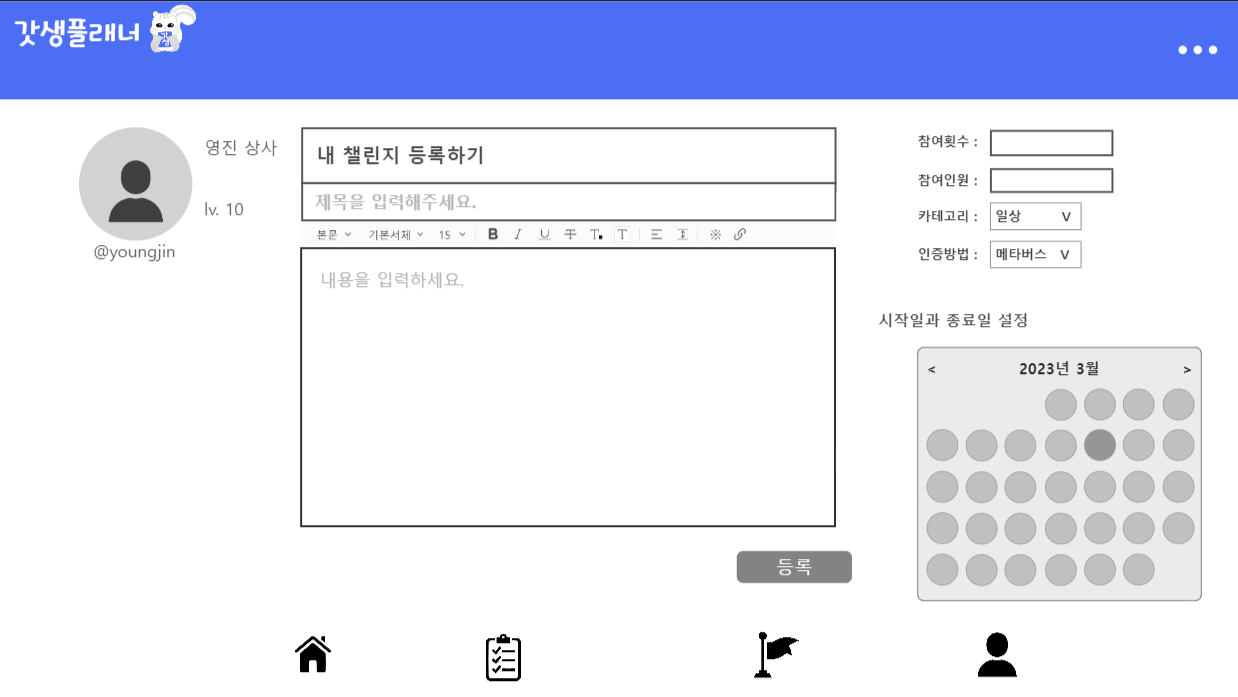 갓생플래너
갓생
영진 상사
lv. 10
@youngjin
내 챌린지 등록하기
제목을 입력해주세요.
본문 기본서체 15 B I U T T. T
내용을 입력하세요.
등록
참여횟수 :
참여인원 :
카테고리 : 일상 V
인증방법 : 메타버스 V
시작일과 종료일 설정
< 2023년 3월 >